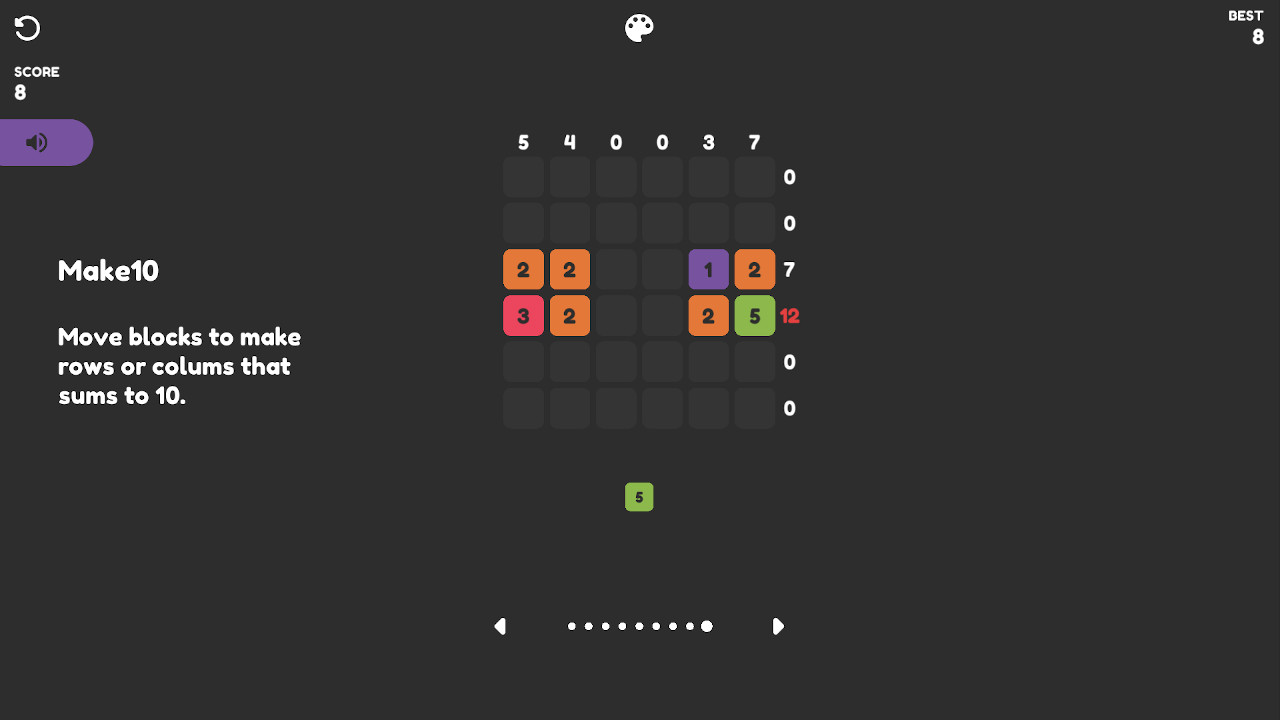 BEST
8
SCORE
8
5 4 0 0 3 7
0
0
2 2 1 2 7
3 2 2 5 12
0
0
Make10
Move blocks to make
rows or colums that
sums to 10.
5